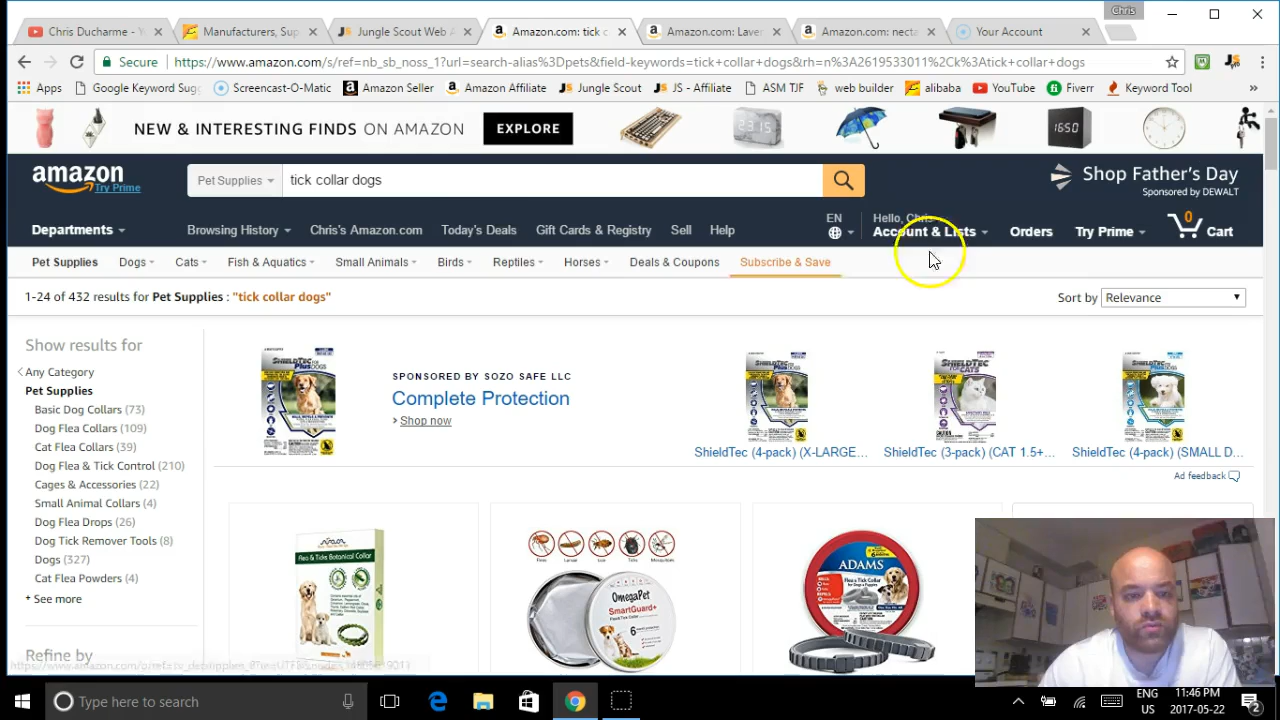 Chris
Chris Ducharme - Y
Manufacturers, Sup
Jungle Scout Web A
Amazon.com: tick c
Amazon.com: Laver
Amazon.com: necta
Your Account
Secure
https://www.amazon.com/s/ref=nb_sb_noss_1?url=search-alias%3Dpets&field-keywords=tick+collar+dogs&rh=n%3A2619533011%2Ck%3Atick+collar+dogs
Apps
Google Keyword Sug
Screencast-O-Matic
Amazon Seller
Amazon Affiliate
Jungle Scout
JS - Affiliate
ASM TJF
web builder
alibaba
YouTube
Fiverr
Keyword Tool
NEW & INTERESTING FINDS ON AMAZON
EXPLORE
amazon
Try Prime
Pet Supplies
tick collar dogs
Shop Father's Day
Sponsored by DEWALT
Departments
Browsing History
Chris's Amazon.com
Today's Deals
Gift Cards & Registry
Sell
Help
EN
Hello, Chris
Account & Lists
Orders
Try Prime
0
Cart
Pet Supplies
Dogs
Cats
Fish & Aquatics
Small Animals
Birds
Reptiles
Horses
Deals & Coupons
Subscribe & Save
1-24 of 432 results for Pet Supplies : "tick collar dogs"
Sort by
Relevance
Show results for
Any Category
Pet Supplies
Basic Dog Collars (73)
Dog Flea Collars (109)
Cat Flea Collars (39)
Dog Flea & Tick Control (210)
Cages & Accessories (22)
Small Animal Collars (4)
Dog Flea Drops (26)
Dog Tick Remover Tools (8)
Dogs (327)
Cat Flea Powders (4)
+ See more
Refine by
SPONSORED BY SOZO SAFE LLC
Complete Protection
Shop now
ShieldTec (4-pack) (X-LARGE...
ShieldTec (3-pack) (CAT 1.5+...
ShieldTec (4-pack) (SMALL D...
Ad feedback
Flea & Ticks Botanical Collar
OmegaPet
SmartGuard+
ADAMS
Flea & Tick Collar
Type here to search
ENG
US
11:46 PM
2017-05-22
2